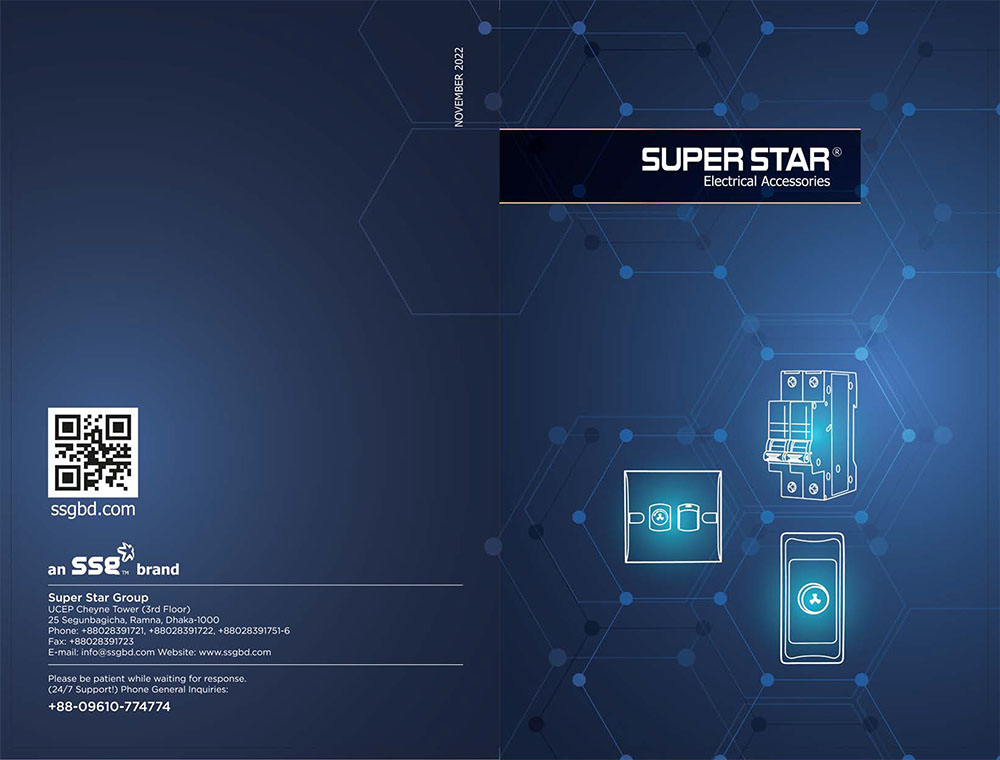 NOVEMBER 2022
SUPER STAR®
Electrical Accessories
ssgbd.com
an SSG™ brand
Super Star Group
UCEP Cheyne Tower (3rd Floor)
25 Segunbagicha, Ramna, Dhaka-1000
Phone: +88028391721, +88028391722, +88028391751-6
Fax: +88028391723
E-mail: info@ssgbd.com Website: www.ssgbd.com
Please be patient while waiting for response.
(24/7 Support!) Phone General Inquiries:
+88-09610-774774